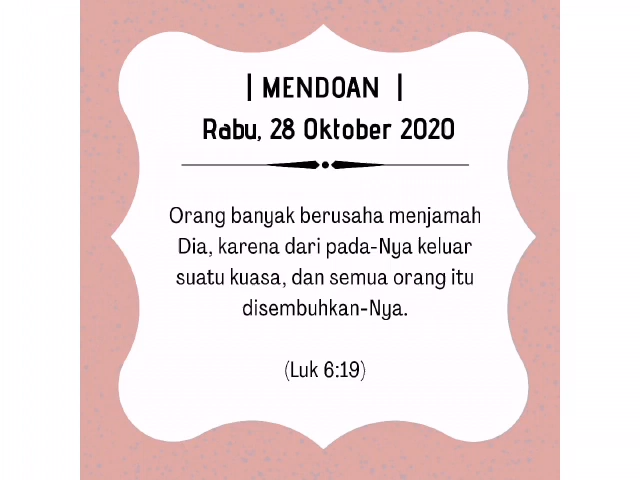 | MENDOAN |
Rabu, 28 Oktober 2020
Orang banyak berusaha menjamah
Dia, karena dari pada-Nya keluar
suatu kuasa, dan semua orang itu
disembuhkan-Nya.
(Luk 6:19)